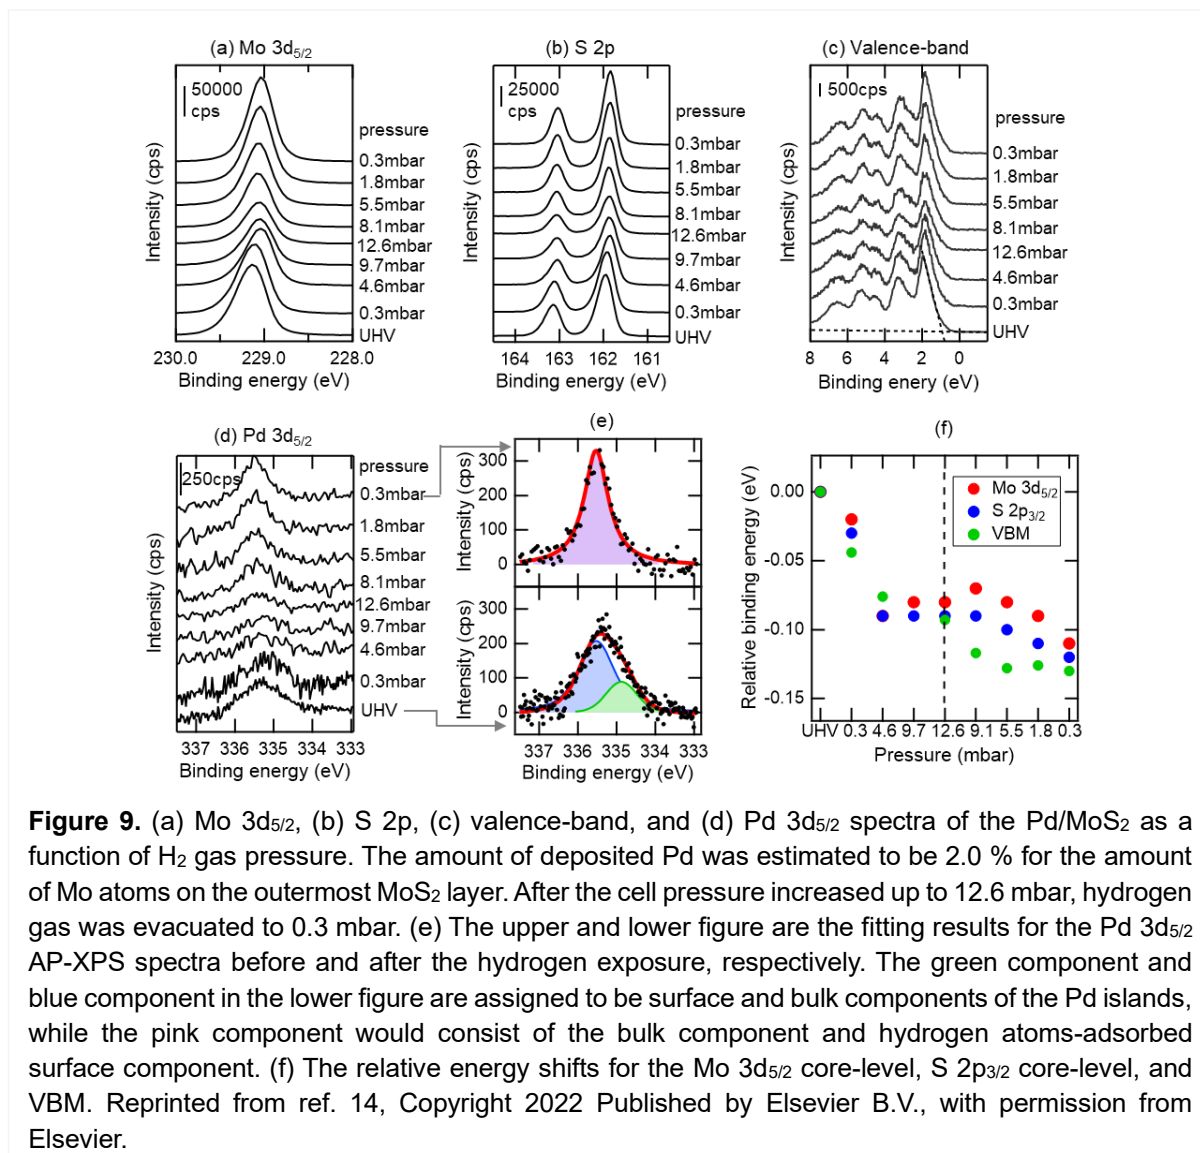 (a) Mo 3d5/2
50000
cps
pressure
0.3mbar
1.8mbar
5.5mbar
8.1mbar
12.6mbar
9.7mbar
4.6mbar
0.3mbar
UHV
Intensity (cps)
230.0 229.0 228.0
Binding energy (eV)
(b) S 2p
25000
cps
pressure
0.3mbar
1.8mbar
5.5mbar
8.1mbar
12.6mbar
9.7mbar
4.6mbar
0.3mbar
UHV
Intensity (cps)
164 163 162 161
Binding energy (eV)
(c) Valence-band
500cps
pressure
0.3mbar
1.8mbar
5.5mbar
8.1mbar
12.6mbar
4.6mbar
0.3mbar
UHV
Intensity (cps)
8 6 4 2 0
Binding enery (eV)
(d) Pd 3d5/2
250cps
pressure
0.3mbar
1.8mbar
5.5mbar
8.1mbar
12.6mbar
9.7mbar
4.6mbar
0.3mbar
UHV
Intensity (cps)
337 336 335 334 333
Binding energy (eV)
(e)
300
200
100
0
Intensity (cps)
337 336 335 334 333
300
200
100
0
Intensity (cps)
337 336 335 334 333
Binding energy (eV)
(f)
Mo 3d5/2
S 2p3/2
VBM
0.00
-0.05
-0.10
-0.15
Relative binding energy (eV)
UHV 0.3 4.6 9.7 12.6 9.1 5.5 1.8 0.3
Pressure (mbar)
Figure 9. (a) Mo 3d5/2, (b) S 2p, (c) valence-band, and (d) Pd 3d5/2 spectra of the Pd/MoS2 as a
function of H2 gas pressure. The amount of deposited Pd was estimated to be 2.0 % for the amount
of Mo atoms on the outermost MoS2 layer. After the cell pressure increased up to 12.6 mbar, hydrogen
gas was evacuated to 0.3 mbar. (e) The upper and lower figure are the fitting results for the Pd 3d5/2
AP-XPS spectra before and after the hydrogen exposure, respectively. The green component and
blue component in the lower figure are assigned to be surface and bulk components of the Pd islands,
while the pink component would consist of the bulk component and hydrogen atoms-adsorbed
surface component. (f) The relative energy shifts for the Mo 3d5/2 core-level, S 2p3/2 core-level, and
VBM. Reprinted from ref. 14, Copyright 2022 Published by Elsevier B.V., with permission from
Elsevier.